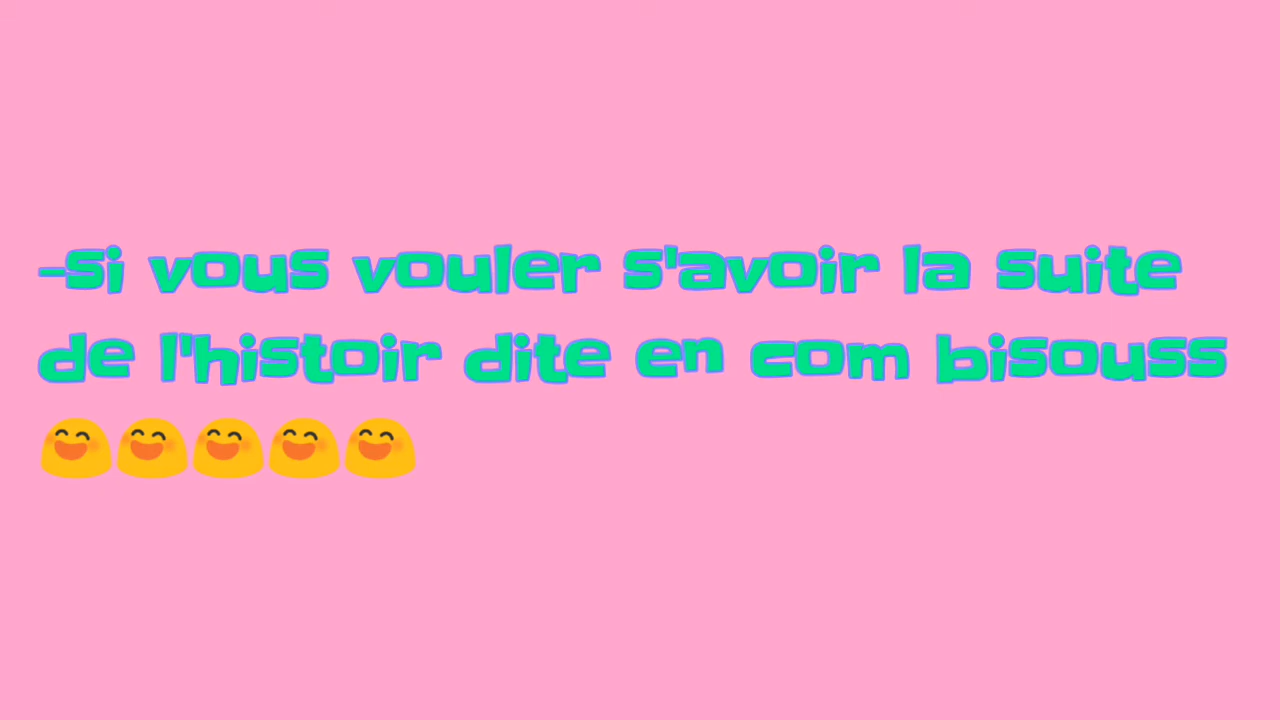 -si vous vouler s'avoir la suite
de l'histoir dite en com bisouss
😄😄😄😄😄